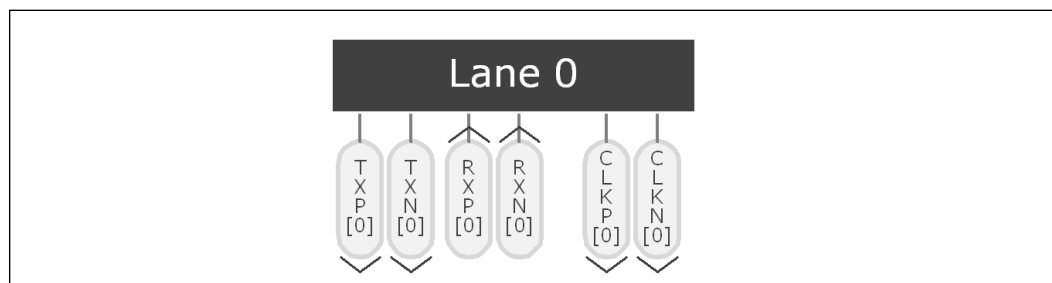 Lane 0
TXP[0]
TXN[0]
RXP[0]
RXN[0]
CLKP[0]
CLKN[0]